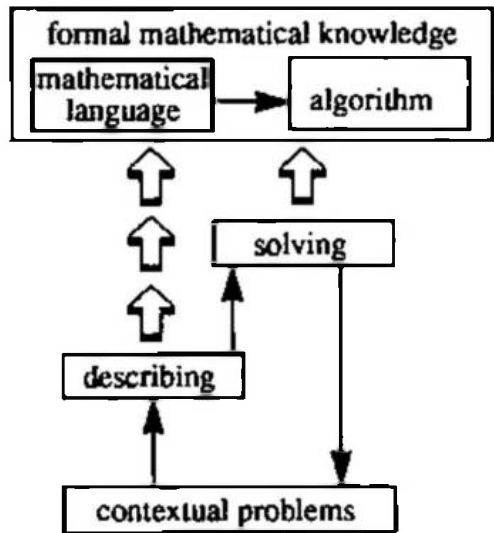 formal mathematical knowledge
mathematical
language
algorithm
solving
describing
contextual problems